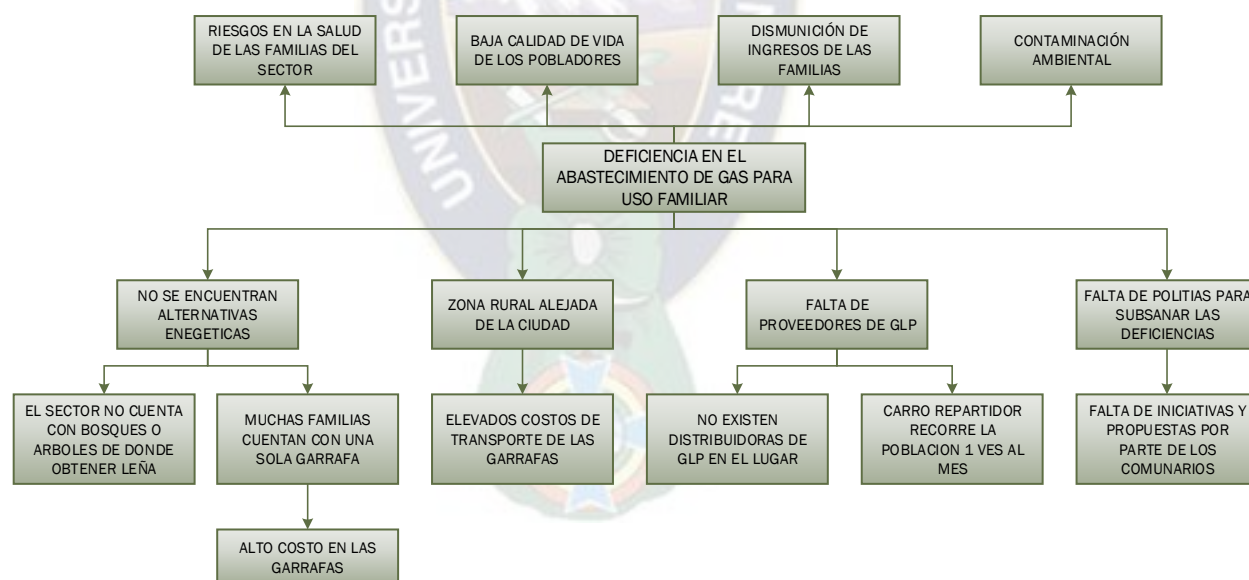 RIESGOS EN LA SALUD
DE LAS FAMILIAS DEL
SECTOR
BAJA CALIDAD DE VIDA
DE LOS POBLADORES
DISMUNICIÓN DE
INGRESOS DE LAS
FAMILIAS
CONTAMINACIÓN
AMBIENTAL
DEFICIENCIA EN EL
ABASTECIMIENTO DE GAS PARA
USO FAMILIAR
NO SE ENCUENTRAN
ALTERNATIVAS
ENEGETICAS
ZONA RURAL ALEJADA
DE LA CIUDAD
FALTA DE
PROVEEDORES DE GLP
FALTA DE POLITIAS PARA
SUBSANAR LAS
DEFICIENCIAS
EL SECTOR NO CUENTA
CON BOSQUES O
ARBOLES DE DONDE
OBTENER LEÑA
MUCHAS FAMILIAS
CUENTAN CON UNA
SOLA GARRAFA
ELEVADOS COSTOS DE
TRANSPORTE DE LAS
GARRAFAS
NO EXISTEN
DISTRIBUIDORAS DE
GLP EN EL LUGAR
CARRO REPARTIDOR
RECORRE LA
POBLACION 1 VES AL
MES
FALTA DE INICIATIVAS Y
PROPUESTAS POR
PARTE DE LOS
COMUNARIOS
ALTO COSTO EN LAS
GARRAFAS